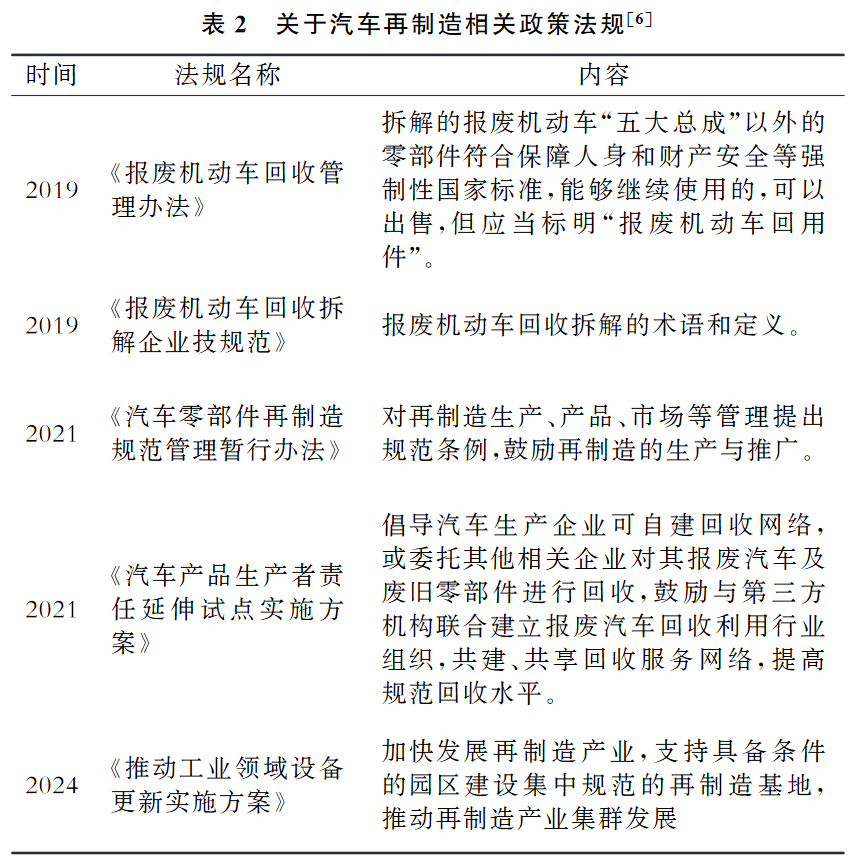 表 2 关于汽车再制造相关政策法规[6]
时间 法规名称 内容
2019
《报废机动车回收管
理办法》
拆解的报废机动车“五大总成”以外的
零部件符合保障人身和财产安全等强
制性国家标准,能够继续使用的,可以
出售,但应当标明“报废机动车回用
件”。
2019
《报废机动车回收拆
解企业技规范》
报废机动车回收拆解的术语和定义。
2021
《汽车零部件再制造
规范管理暂行办法》
对再制造生产、产品、市场等管理提出
规范条例,鼓励再制造的生产与推广。
2021
《汽车产品生产者责
任延伸试点实施方
案》
倡导汽车生产企业可自建回收网络,
或委托其他相关企业对其报废汽车及
废旧零部件进行回收,鼓励与第三方
机构联合建立报废汽车回收利用行业
组织,共建、共享回收服务网络,提高
规范回收水平。
2024
《推动工业领域设备
更新实施方案》
加快发展再制造产业,支持具备条件
的园区建设集中规范的再制造基地,
推动再制造产业集群发展